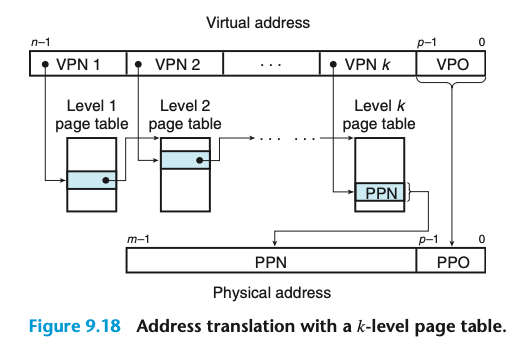 Virtual address
n–1 p–1 0
VPN 1 VPN 2 · · · VPN k VPO
Level 1 Level 2 Level k
page table page table page table
· · · · · ·
PPN
m–1 p–1 0
PPN PPO
Physical address
Figure 9.18 Address translation with a k-level page table.